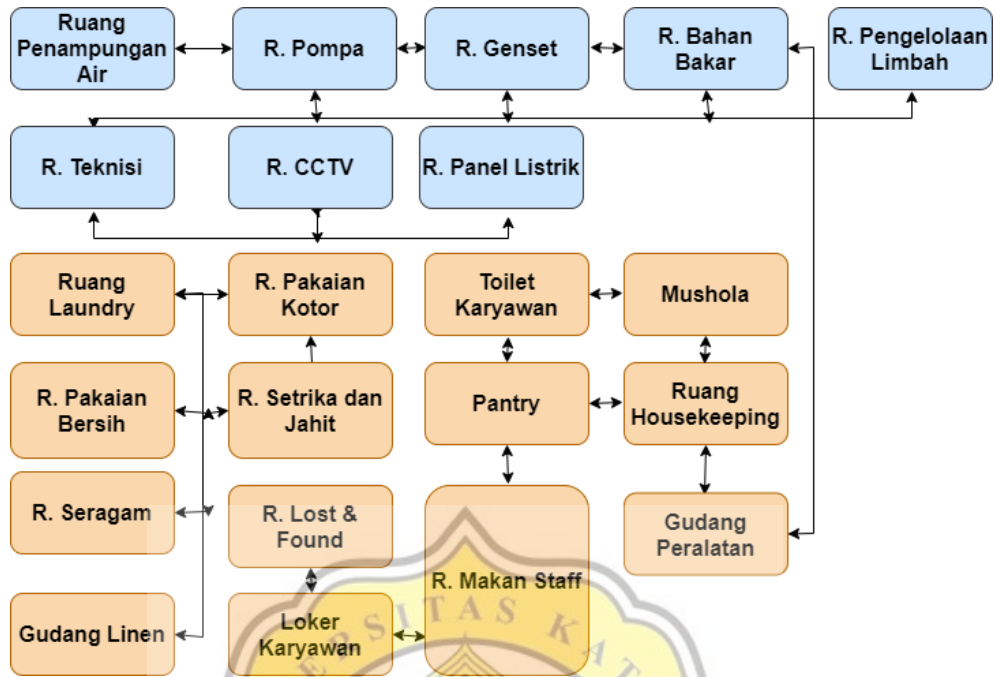 Ruang
Penampungan
Air
R. Pompa
R. Genset
R. Bahan
Bakar
R. Pengelolaan
Limbah
R. Teknisi
R. CCTV
R. Panel Listrik
Ruang
Laundry
R. Pakaian
Kotor
Toilet
Karyawan
Mushola
R. Pakaian
Bersih
R. Setrika dan
Jahit
Pantry
Ruang
Housekeeping
R. Seragam
R. Lost &
Found
R. Makan Staff
Gudang
Peralatan
Gudang Linen
Loker
Karyawan
ERSITAS KAT